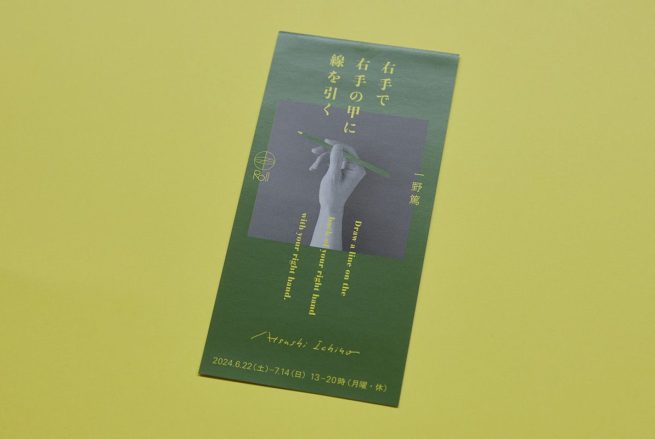 右手で
右手の甲に
線を引く
一野篤
Roll
Draw a line on the
back of your right hand
with your right hand.
Atsushi Ichino
2024.6.22(土)–7.14(日) 13–20時(月曜・休)